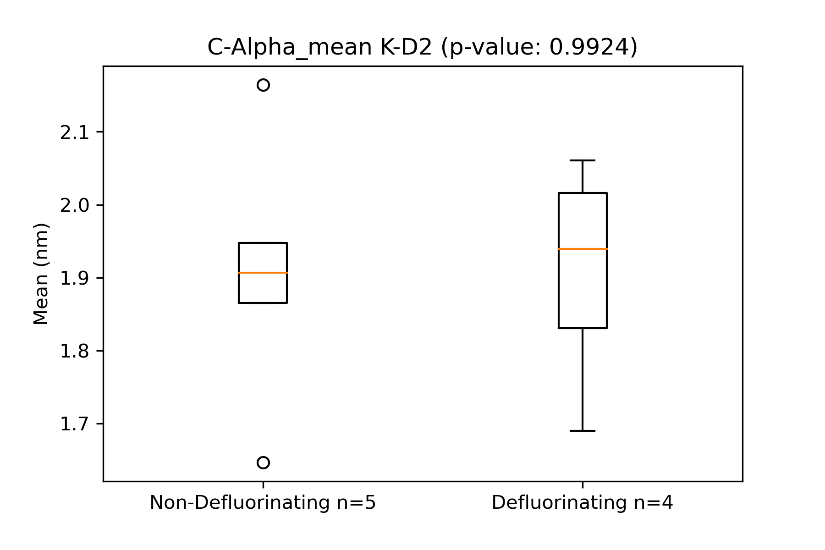 C-Alpha_mean K-D2 (p-value: 0.9924)
Mean (nm)
2.1
2.0
1.9
1.8
1.7
Non-Defluorinating n=5
Defluorinating n=4